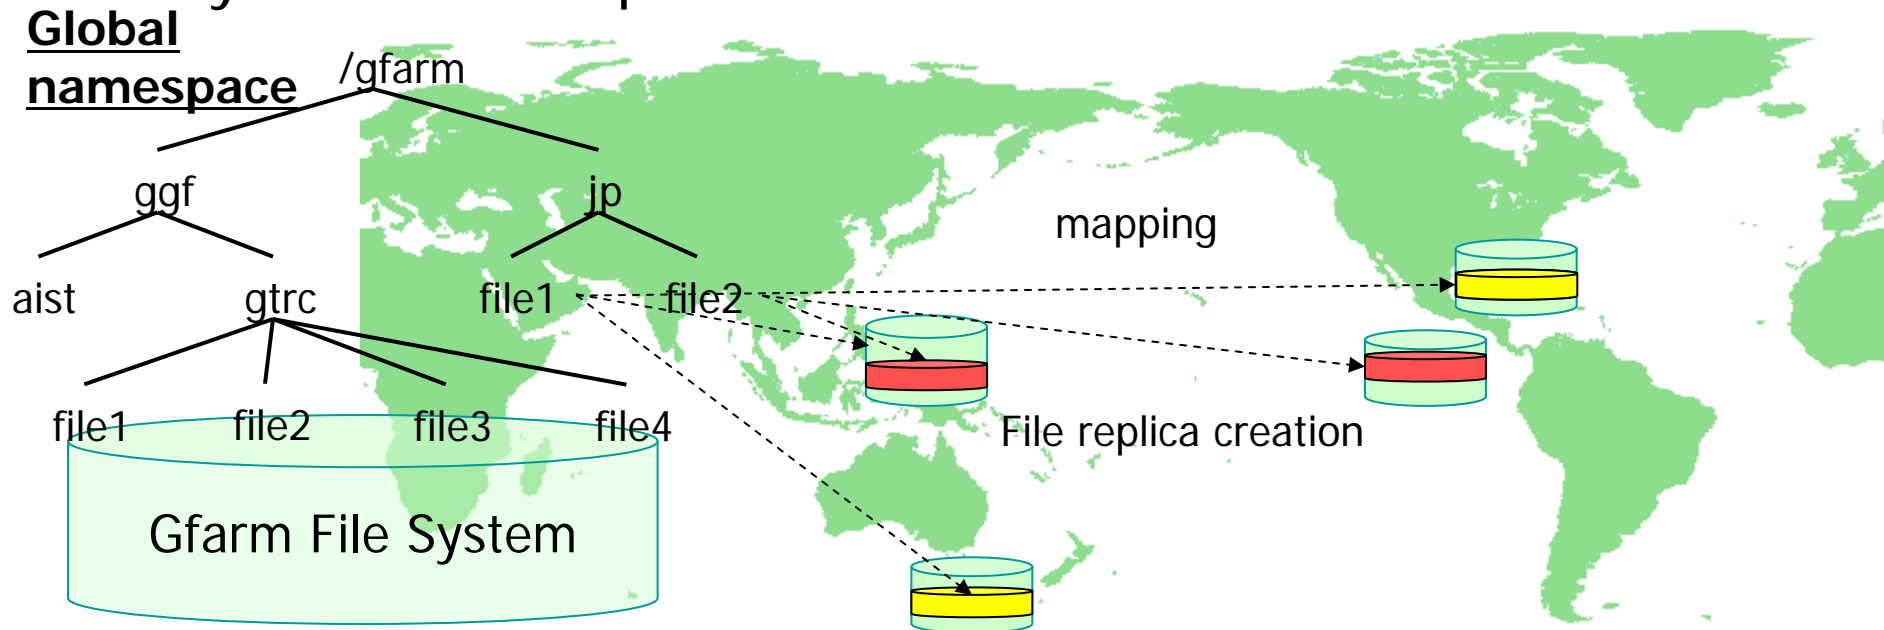 Global
namespace
/gfarm
ggf
jp
mapping
aist
gtrc
file1
file2
file1
file2
file3
file4
File replica creation
Gfarm File System